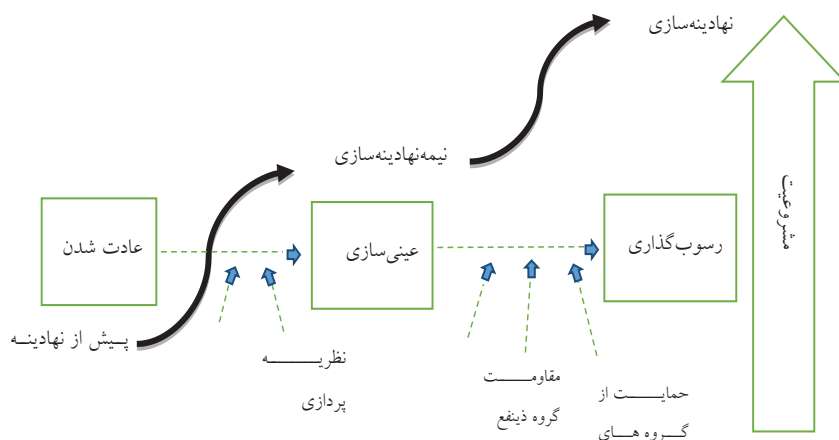 نهادینه‌سازی
نیمه‌نهادینه‌سازی
مشروعیت
رسوب‌گذاری
عینی‌سازی
عادت شدن
پیش از نهادینه
نظریه
پردازی
مقاومت
گروه ذینفع
حمایت از
گروه های